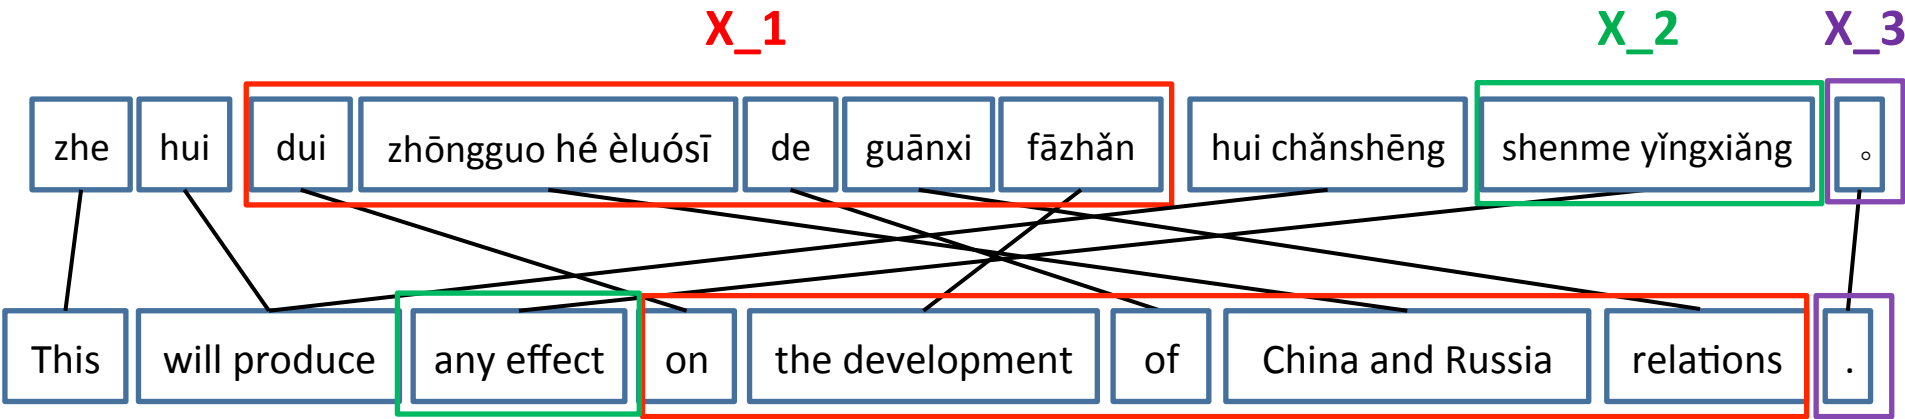 X_1 X_2 X_3
zhe hui dui zhōngguo hé èluósī de guānxi fāzhǎn hui chǎnshēng shenme yǐngxiǎng 。
This will produce any effect on the development of China and Russia relations .